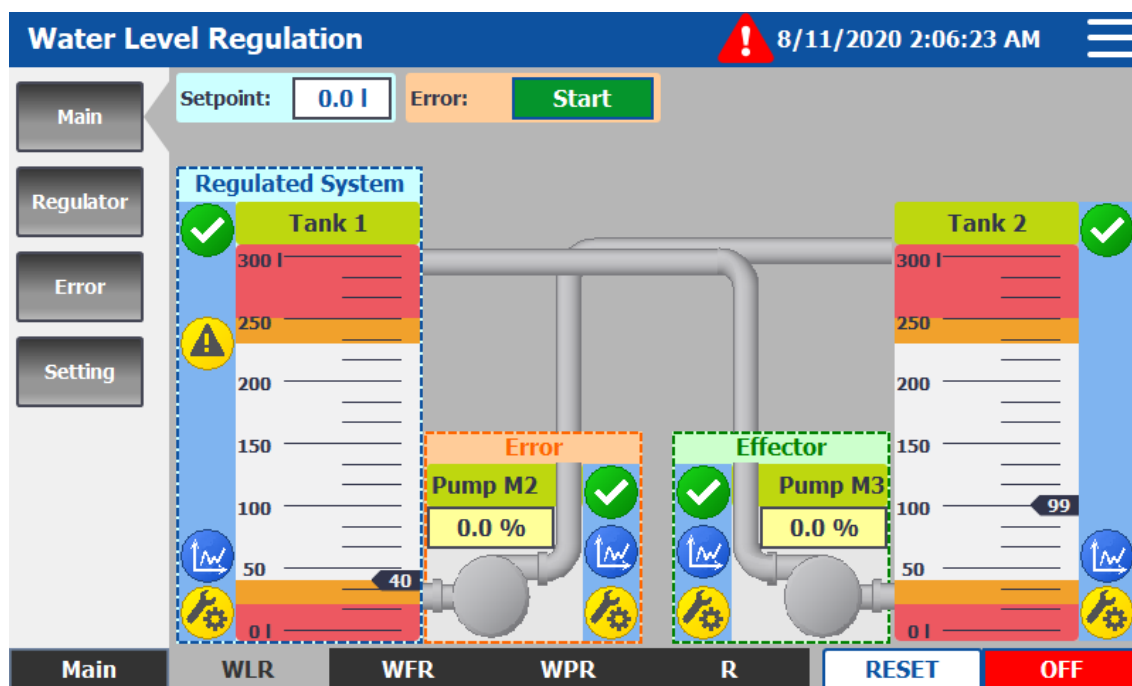 Water Level Regulation
8/11/2020 2:06:23 AM
Main
Regulator
Error
Setting
Setpoint: 0.0 l
Error: Start
Regulated System
Tank 1
300 l
250
200
150
100
50
0 l
40
Error
Pump M2
0.0 %
Effector
Pump M3
0.0 %
Tank 2
300 l
250
200
150
100
50
0 l
99
Main WLR WFR WPR R RESET OFF